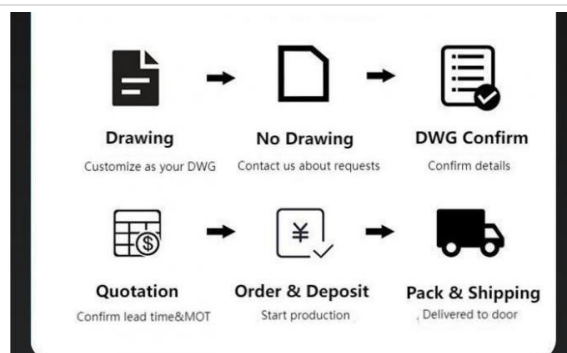 Drawing
No Drawing
DWG Confirm
Customize as your DWG
Contact us about requests
Confirm details
$
¥
Quotation
Order & Deposit
Pack & Shipping
Confirm lead time&MOT
Start production
Delivered to door